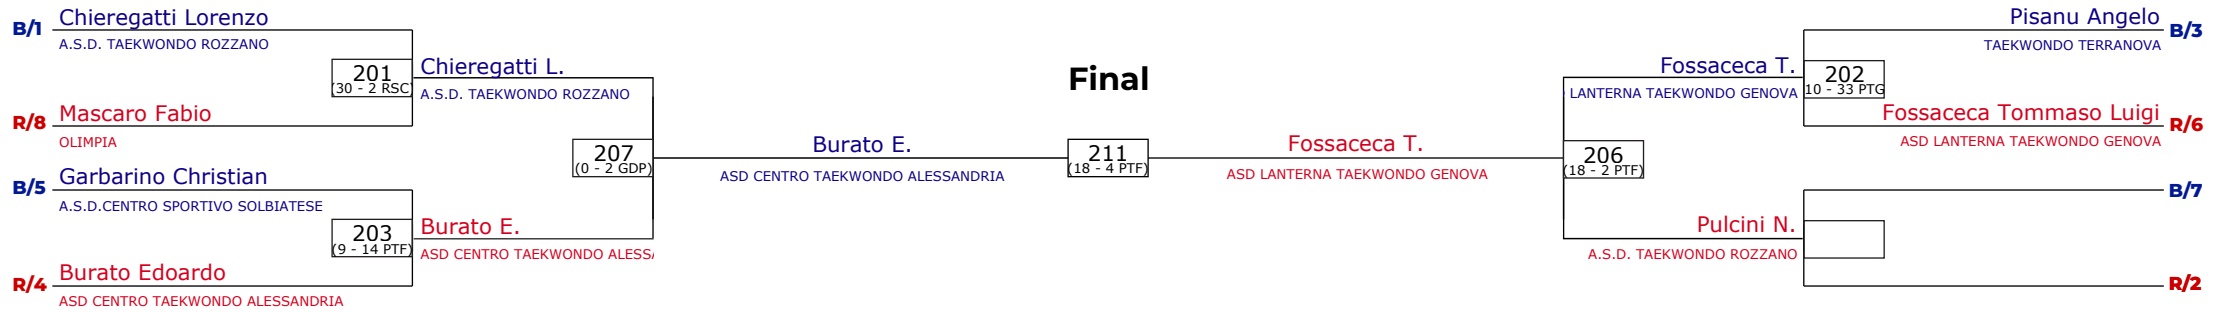 B/1
Chieregatti Lorenzo
A.S.D. TAEKWONDO ROZZANO
201
(30 - 2 RSC)
R/8
Mascaro Fabio
OLIMPIA
Chieregatti L.
A.S.D. TAEKWONDO ROZZANO
B/5
Garbarino Christian
A.S.D.CENTRO SPORTIVO SOLBIATESE
203
(9 - 14 PTF)
R/4
Burato Edoardo
ASD CENTRO TAEKWONDO ALESSANDRIA
Burato E.
ASD CENTRO TAEKWONDO ALESSA
207
(0 - 2 GDP)
Burato E.
ASD CENTRO TAEKWONDO ALESSANDRIA
Final
211
(18 - 4 PTF)
Fossaceca T.
ASD LANTERNA TAEKWONDO GENOVA
206
(18 - 2 PTF)
Fossaceca T.
LANTERNA TAEKWONDO GENOVA
Pulcini N.
A.S.D. TAEKWONDO ROZZANO
202
10 - 33 PTG
Pisanu Angelo
TAEKWONDO TERRANOVA
B/3
Fossaceca Tommaso Luigi
ASD LANTERNA TAEKWONDO GENOVA
R/6
B/7
R/2